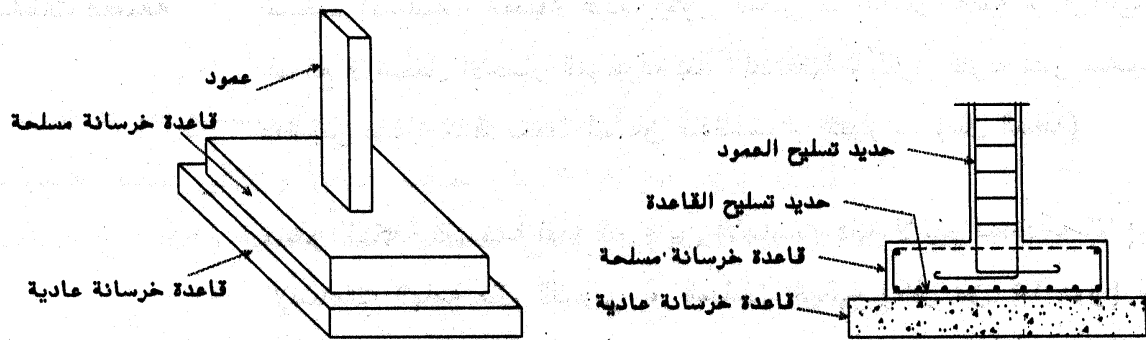 عمود
قاعدة خرسانة مسلحة
قاعدة خرسانة عادية
حديد تسليح العمود
حديد تسليح القاعدة
قاعدة خرسانة مسلحة
قاعدة خرسانة عادية